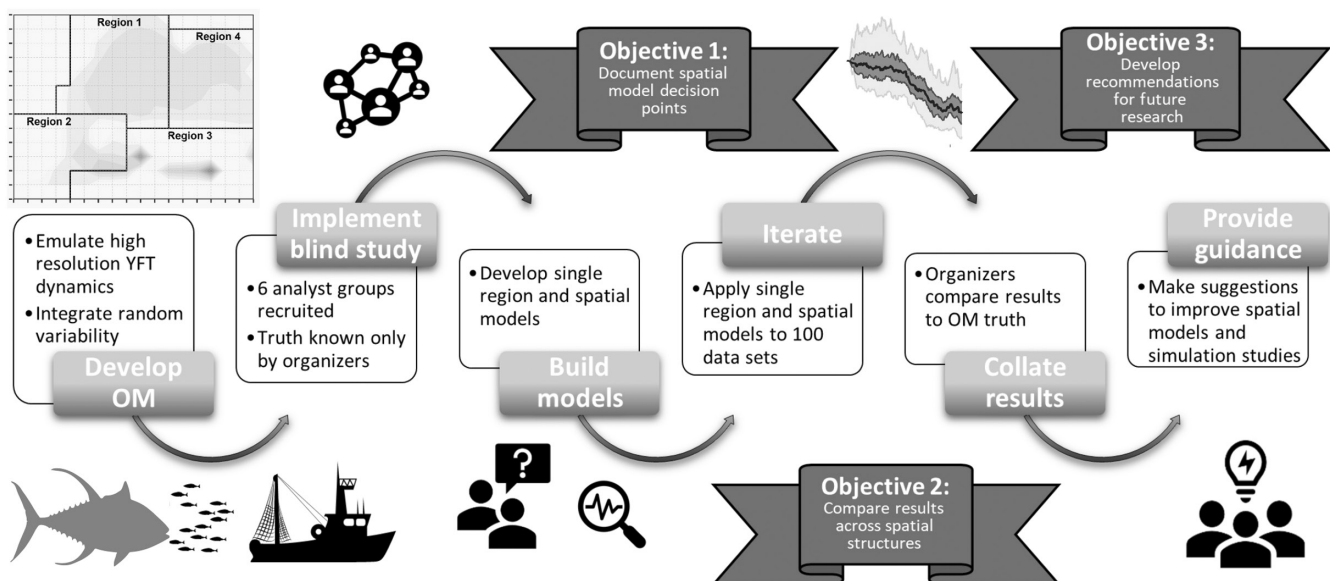 Region 1
Region 4
Region 2
Region 3
Objective 1:
Document spatial
model decision
points
Objective 3:
Develop
recommendations
for future
research
• Emulate high
resolution YFT
dynamics
• Integrate random
variability
Develop
OM
Implement
blind study
• 6 analyst groups
recruited
• Truth known only
by organizers
• Develop single
region and spatial
models
Build
models
Iterate
• Apply single
region and spatial
models to 100
data sets
• Organizers
compare results
to OM truth
Collate
results
Provide
guidance
• Make suggestions
to improve spatial
models and
simulation studies
?
Objective 2:
Compare results
across spatial
structures